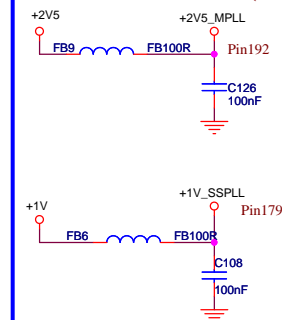 +2V5 +2V5_MPLL
FB9 FB100R Pin192
C126
100nF
+1V_SSPLL
+1V Pin179
FB6 FB100R
C108
100nF